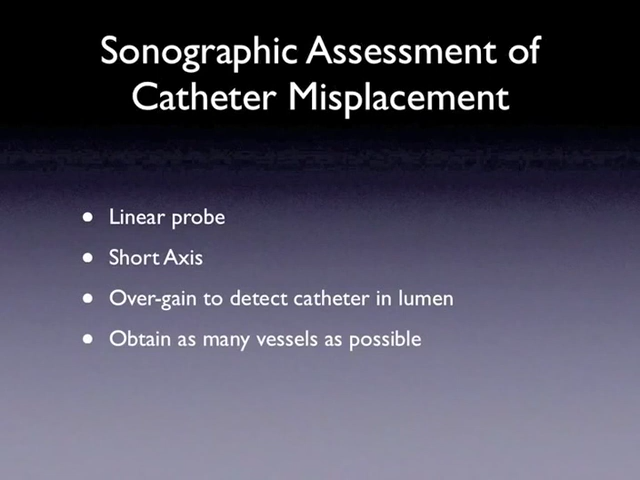 Sonographic Assessment of
Catheter Misplacement
• Linear probe
• Short Axis
• Over-gain to detect catheter in lumen
• Obtain as many vessels as possible